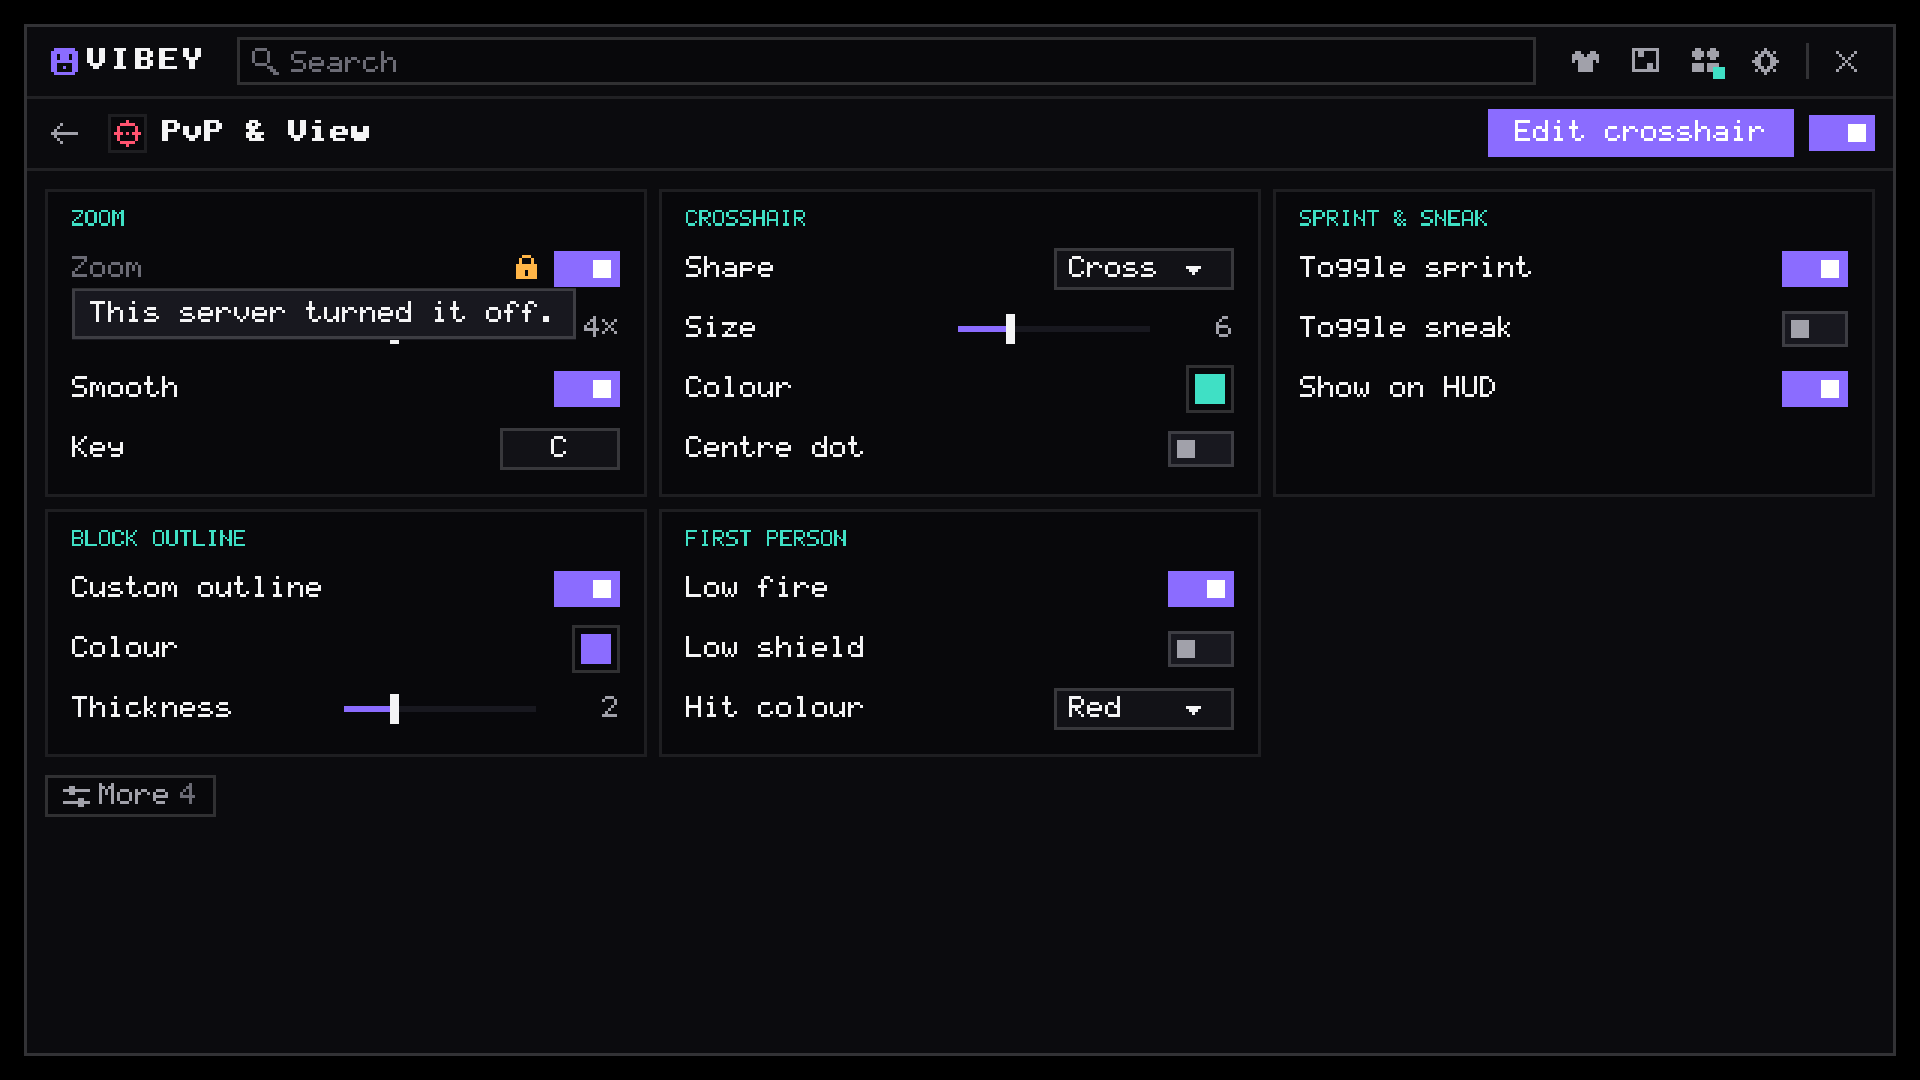 VIBEY
Search
PvP & View
Edit crosshair
ZOOM
Zoom
This server turned it off.
4x
Smooth
Key
C
CROSSHAIR
Shape
Cross
Size
6
Colour
Centre dot
SPRINT & SNEAK
Toggle sprint
Toggle sneak
Show on HUD
BLOCK OUTLINE
Custom outline
Colour
Thickness
2
FIRST PERSON
Low fire
Low shield
Hit colour
Red
More 4